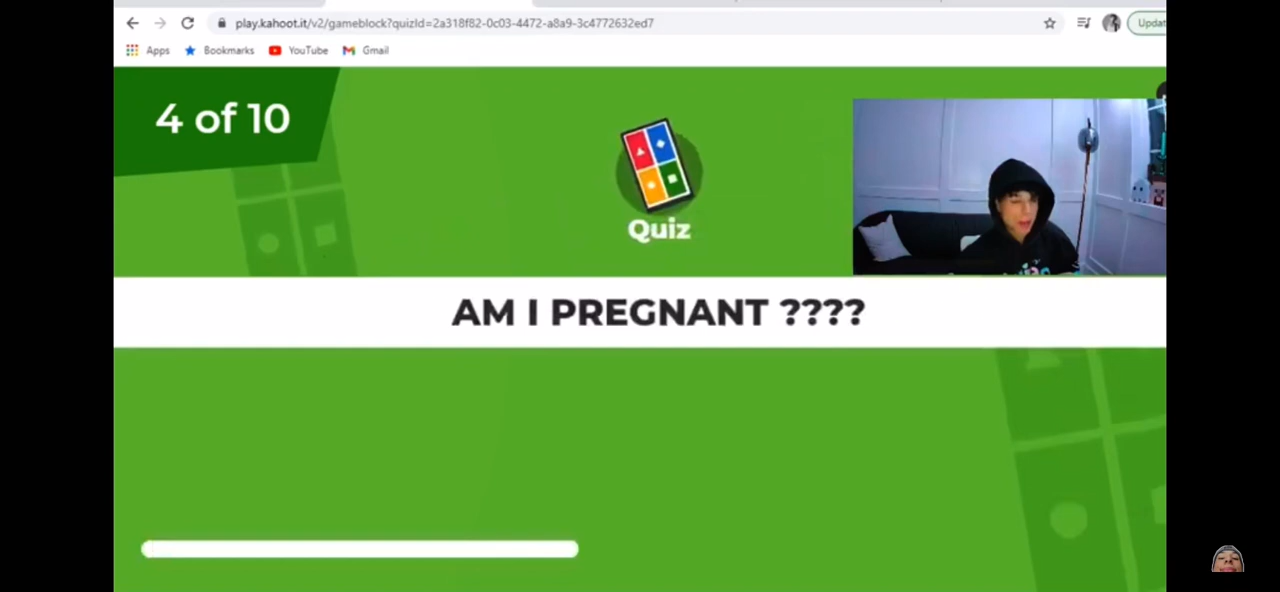 play.kahoot.it/v2/gameblock?quizId=2a318f82-0c03-4472-a8a9-3c4772632ed7
Updat
Apps Bookmarks YouTube Gmail
4 of 10
Quiz
AM I PREGNANT ????